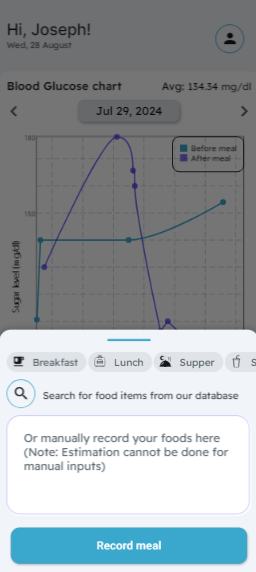 Hi, Joseph!
Wed, 28 August
Blood Glucose chart
Avg: 134.34 mg/dl
Jul 29, 2024
180
Before meal
After meal
150
Sugar level (mg/dl)
Breakfast
Lunch
Supper
S
Search for food items from our database
Or manually record your foods here
(Note: Estimation cannot be done for
manual inputs)
Record meal